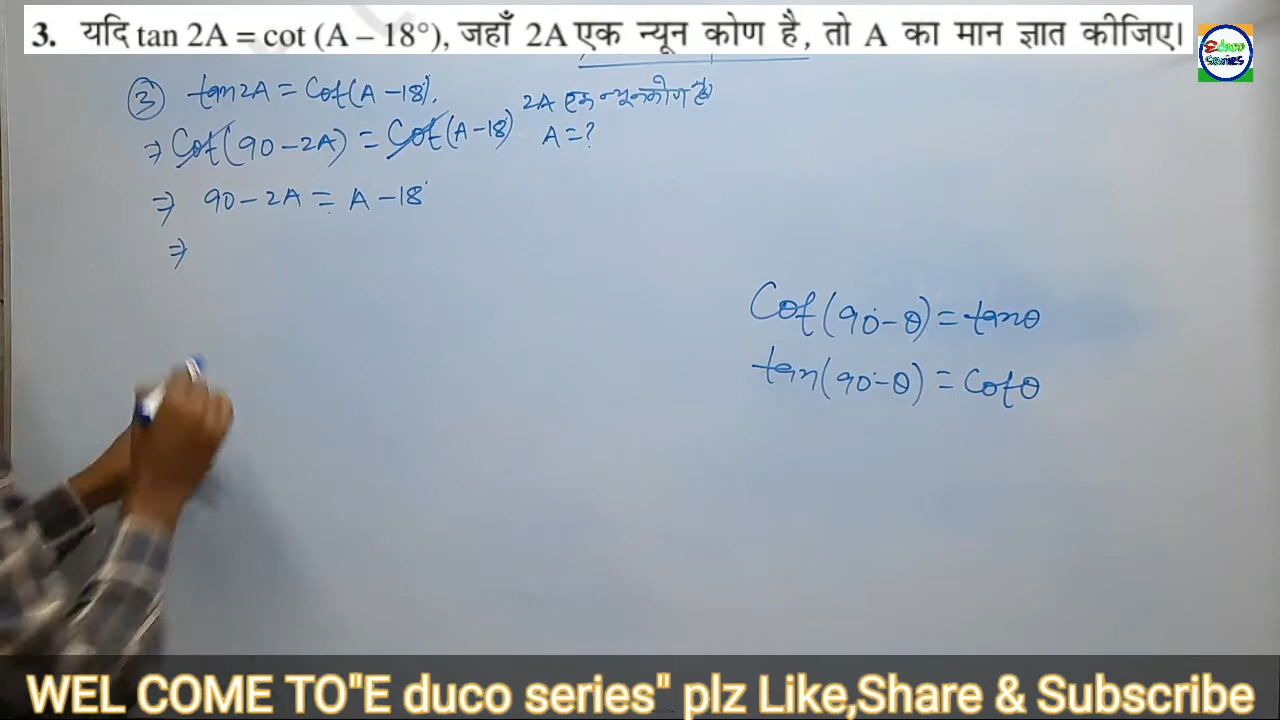 3. यदि tan 2A = cot (A – 18°), जहाँ 2A एक न्यून कोण है, तो A का मान ज्ञात कीजिए।
Educo
series
③ tan2A = Cot(A-18°).
2A एक न्यूनकोण है।
⇒ Cot(90-2A) = Cot(A-18) A=?
⇒ 90-2A = A-18°
⇒
Cot(90°-θ) = tanθ
tan(90°-θ) = Cotθ
WEL COME TO"E duco series" plz Like,Share & Subscribe